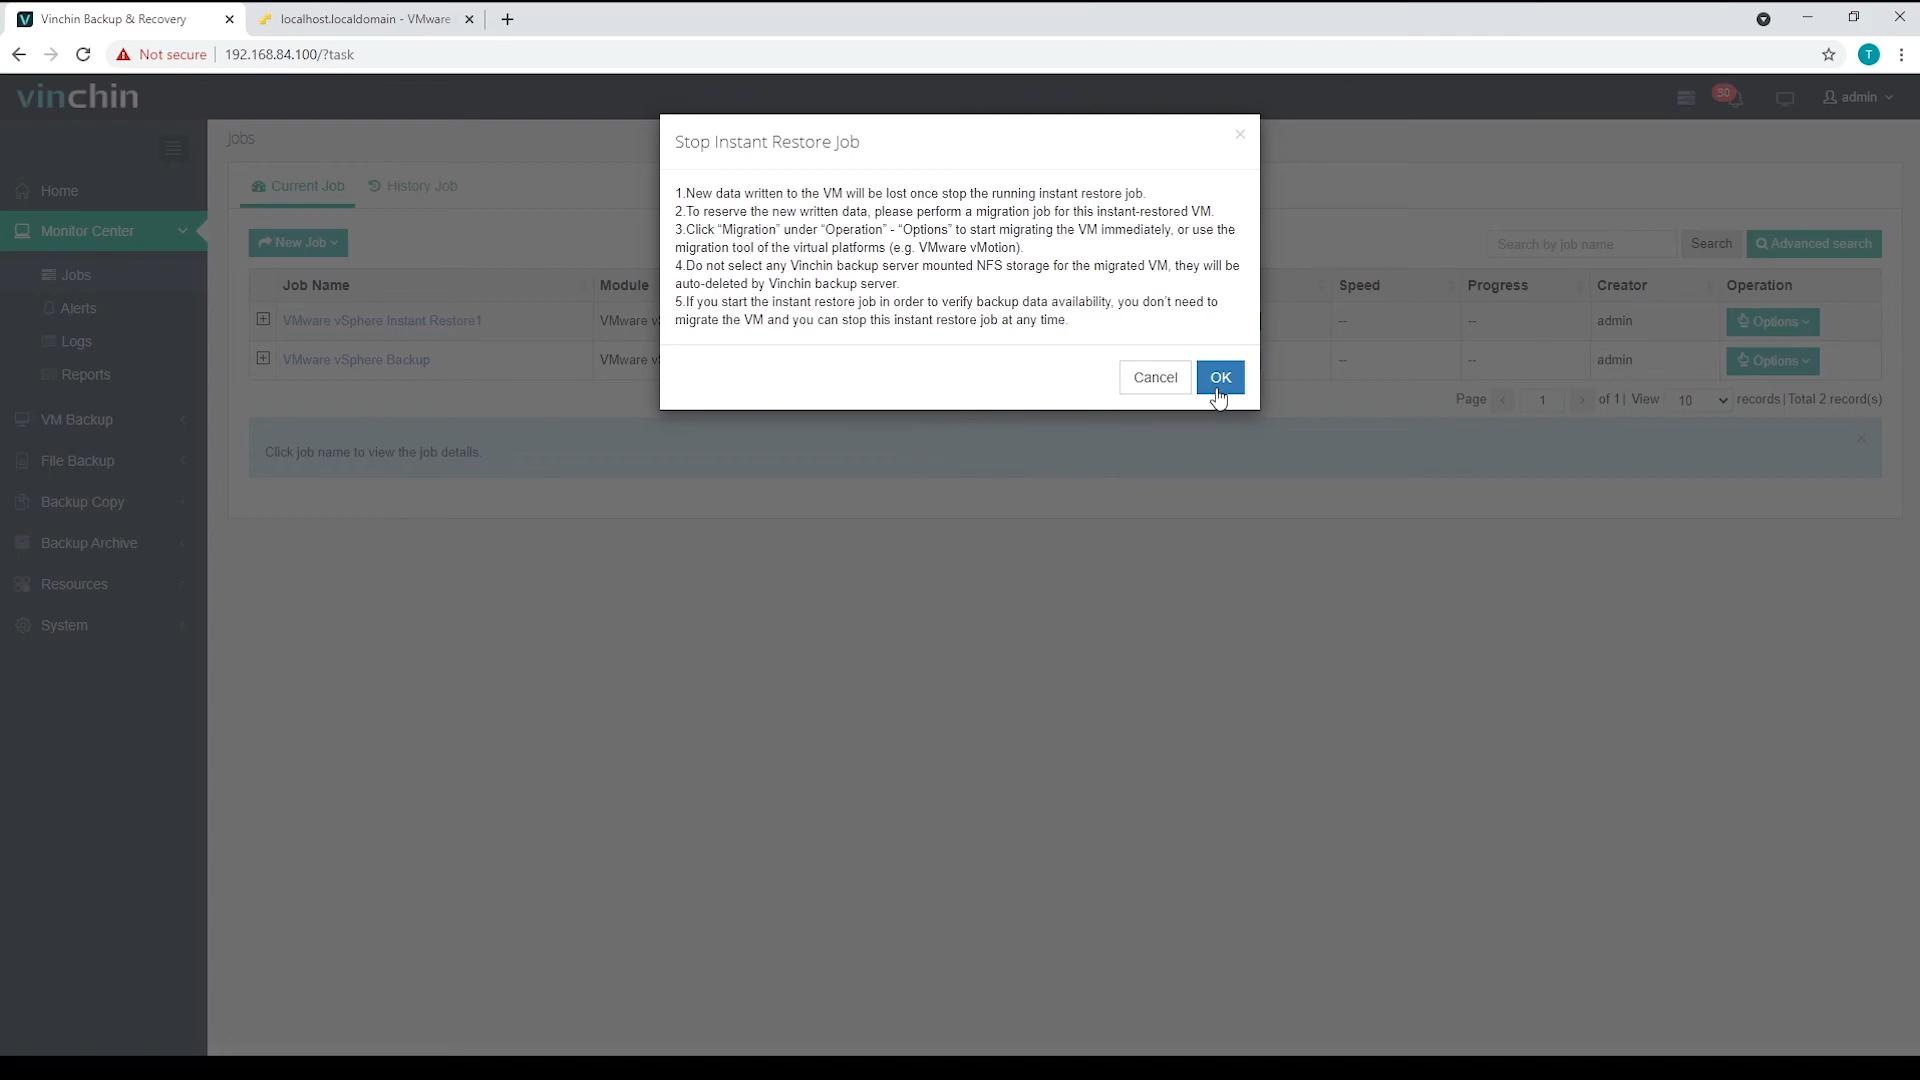 Vinchin Backup & Recovery
localhost.localdomain - VMware
Not secure
192.168.84.100/?task
T
vinchin
30
admin
Jobs
Home
Monitor Center
Jobs
Alerts
Logs
Reports
VM Backup
File Backup
Backup Copy
Backup Archive
Resources
System
Current Job
History Job
New Job
Search by job name
Search
Advanced search
Job Name
Module
Speed
Progress
Creator
Operation
VMware vSphere Instant Restore1
VMware vS
--
--
admin
Options
VMware vSphere Backup
VMware vS
--
--
admin
Options
Page 1 of 1 | View 10 records | Total 2 record(s)
Click job name to view the job details.
Stop Instant Restore Job
1.New data written to the VM will be lost once stop the running instant restore job.
2.To reserve the new written data, please perform a migration job for this instant-restored VM.
3.Click “Migration” under “Operation” - “Options” to start migrating the VM immediately, or use the
migration tool of the virtual platforms (e.g. VMware vMotion).
4.Do not select any Vinchin backup server mounted NFS storage for the migrated VM, they will be
auto-deleted by Vinchin backup server.
5.If you start the instant restore job in order to verify backup data availability, you don’t need to
migrate the VM and you can stop this instant restore job at any time.
Cancel
OK